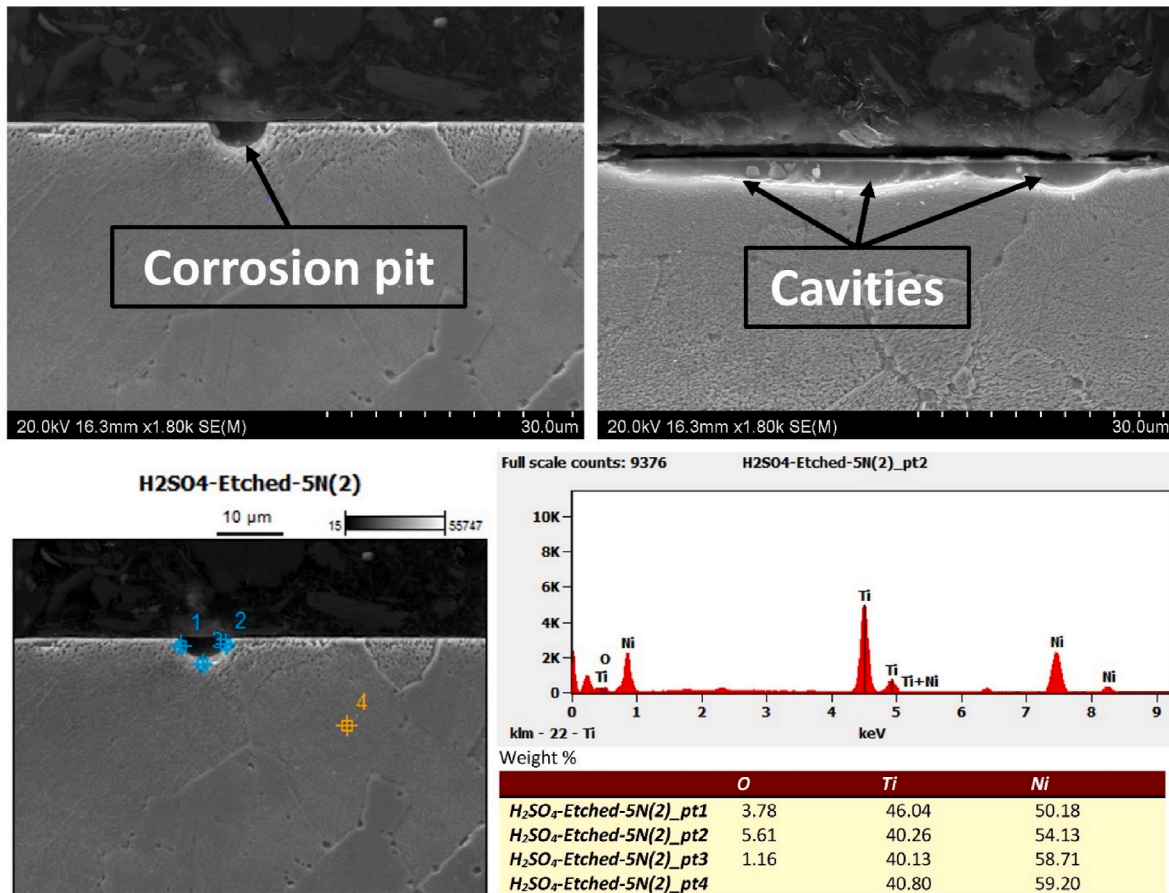 Corrosion pit
20.0kV 16.3mm x1.80k SE(M)
30.0um
Cavities
20.0kV 16.3mm x1.80k SE(M)
30.0um
H2SO4-Etched-5N(2)
10 µm
15
55747
1
3
2
4
Full scale counts: 9376
H2SO4-Etched-5N(2)_pt2
10K
8K
6K
4K
2K
0
O
Ti
Ni
Ti
Ti
Ti+Ni
Ni
Ni
0 1 2 3 4 5 6 7 8 9
klm - 22 - Ti
keV
Weight %
O Ti Ni
H₂SO₄-Etched-5N(2)_pt1 3.78 46.04 50.18
H₂SO₄-Etched-5N(2)_pt2 5.61 40.26 54.13
H₂SO₄-Etched-5N(2)_pt3 1.16 40.13 58.71
H₂SO₄-Etched-5N(2)_pt4 40.80 59.20